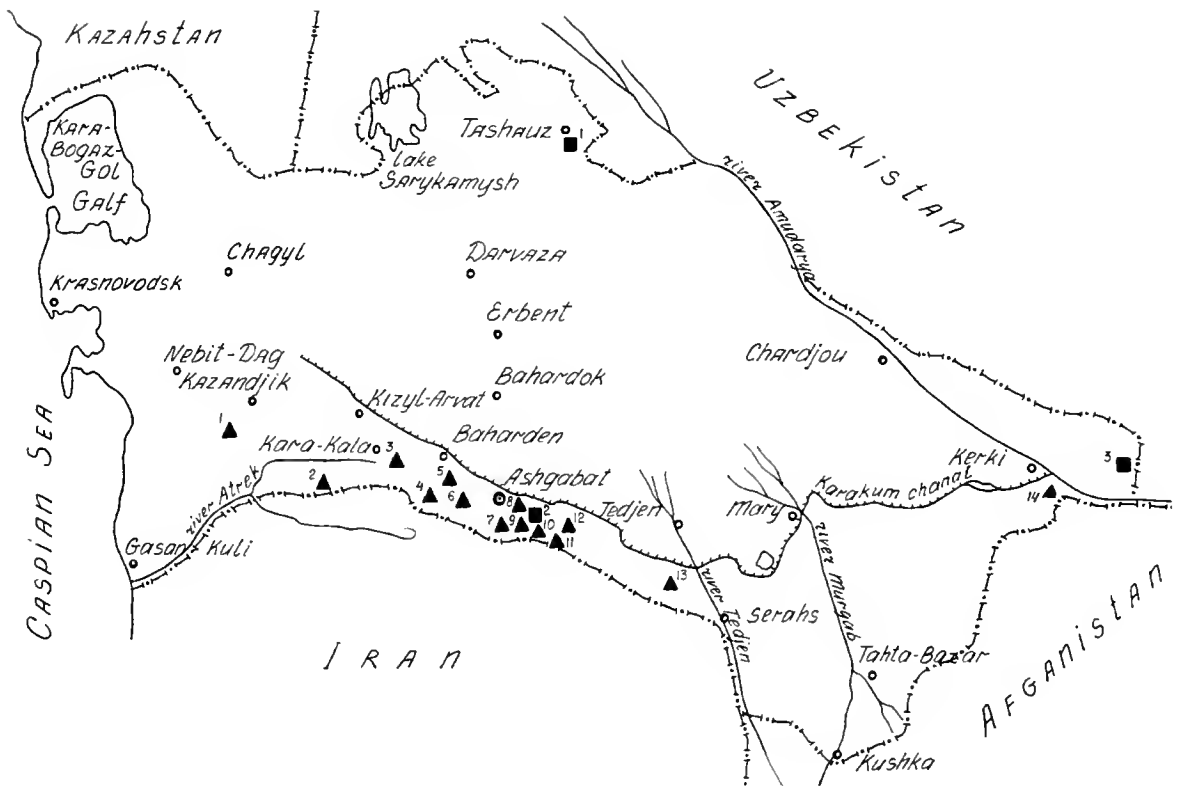 KAZAHSTAN
UZBEKISTAN
KARA-
BOGAZ-
GOL
GALF
TASHAUZ
1
lake
SARYKAMYSH
river Amudarya
CHAGYL
DARVAZA
KRASNOVODSK
ERBENT
NEBIT-DAG
KAZANDJIK
CHARDJOU
BAHARDOK
KIZYL-ARVAT
CASPIAN SEA
1
KARA-KALA
3
BAHARDEN
2
4
5
6
ASHGABAT
8
2
7
9
10
11
12
TEDJEN
MARY
Karakum chanal
KERKI
3
14
river Atrek
GASAN KULI
13
river Tedjen
SERAHS
river Murgab
TAHTA-BAZAR
IRAN
AFGANISTAN
KUSHKA